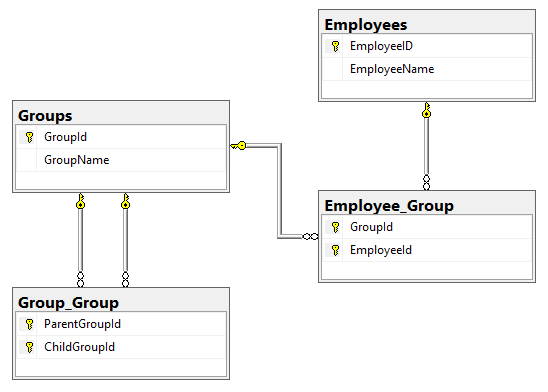 Employees
EmployeeID
EmployeeName
Groups
GroupId
GroupName
Employee_Group
GroupId
EmployeeId
Group_Group
ParentGroupId
ChildGroupId